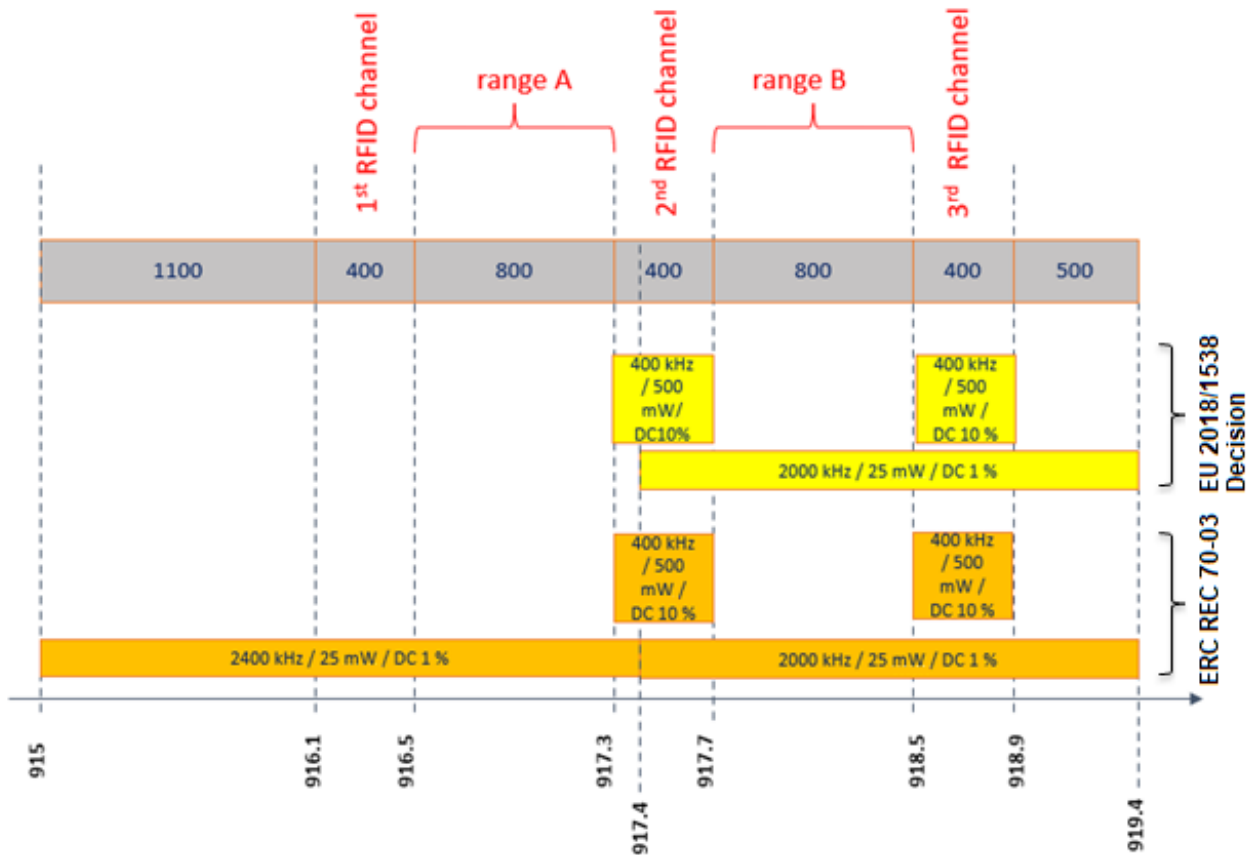 1st RFID channel
range A
2nd RFID channel
range B
3rd RFID channel
1100
400
800
400
800
400
500
400 kHz
/ 500
mW/
DC10%
400 kHz
/ 500
mW /
DC 10 %
2000 kHz / 25 mW / DC 1 %
EU 2018/1538
Decision
400 kHz
/ 500
mW /
DC 10 %
400 kHz
/ 500
mW /
DC 10 %
2400 kHz / 25 mW / DC 1 %
2000 kHz / 25 mW / DC 1 %
ERC REC 70-03
915
916.1
916.5
917.3
917.4
917.7
918.5
918.9
919.4